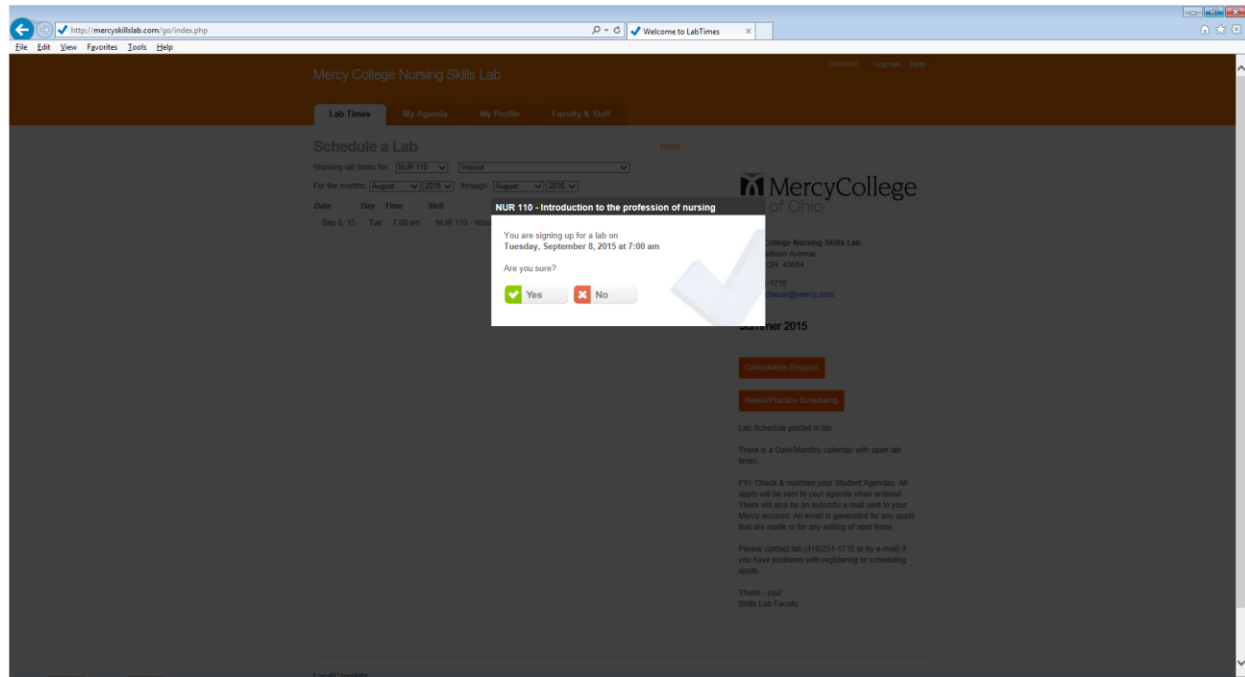 http://mercyskillslab.com/go/index.php
Welcome to LabTimes
File Edit View Favorites Tools Help
Mercy College Nursing Skills Lab
Log out Help
Lab Times My Agenda My Profile Faculty & Staff
Schedule a Lab
Reset
Showing lab times for: NUR 110 Wound
For the months: August 2015 through August 2016
Date Day Time Skill
Sep 8, 15 Tue 7:00 am NUR 110 - Wou
NUR 110 - Introduction to the profession of nursing
You are signing up for a lab on
Tuesday, September 8, 2015 at 7:00 am
Are you sure?
Yes No
MercyCollege
of Ohio
College Nursing Skills Lab
Avenue
OH 43604
-1715
@mercy.com
Summer 2015
Cancellation Request
Retest/Practice Scheduling
Lab Schedule posted in lab.
There is a Daily/Monthly calendar with open lab
times.
FYI: Check & maintain your Student Agendas. All
appts will be sent to your agenda when entered.
There will also be an automtic e-mail sent to your
Mercy account. An email is generated for any appts
that are made or for any editing of appt times.
Please contact lab (419)251-1715 or by e-mail) if
you have problems with registering or scheduling
appts.
Thank - you!
Skills Lab Faculty